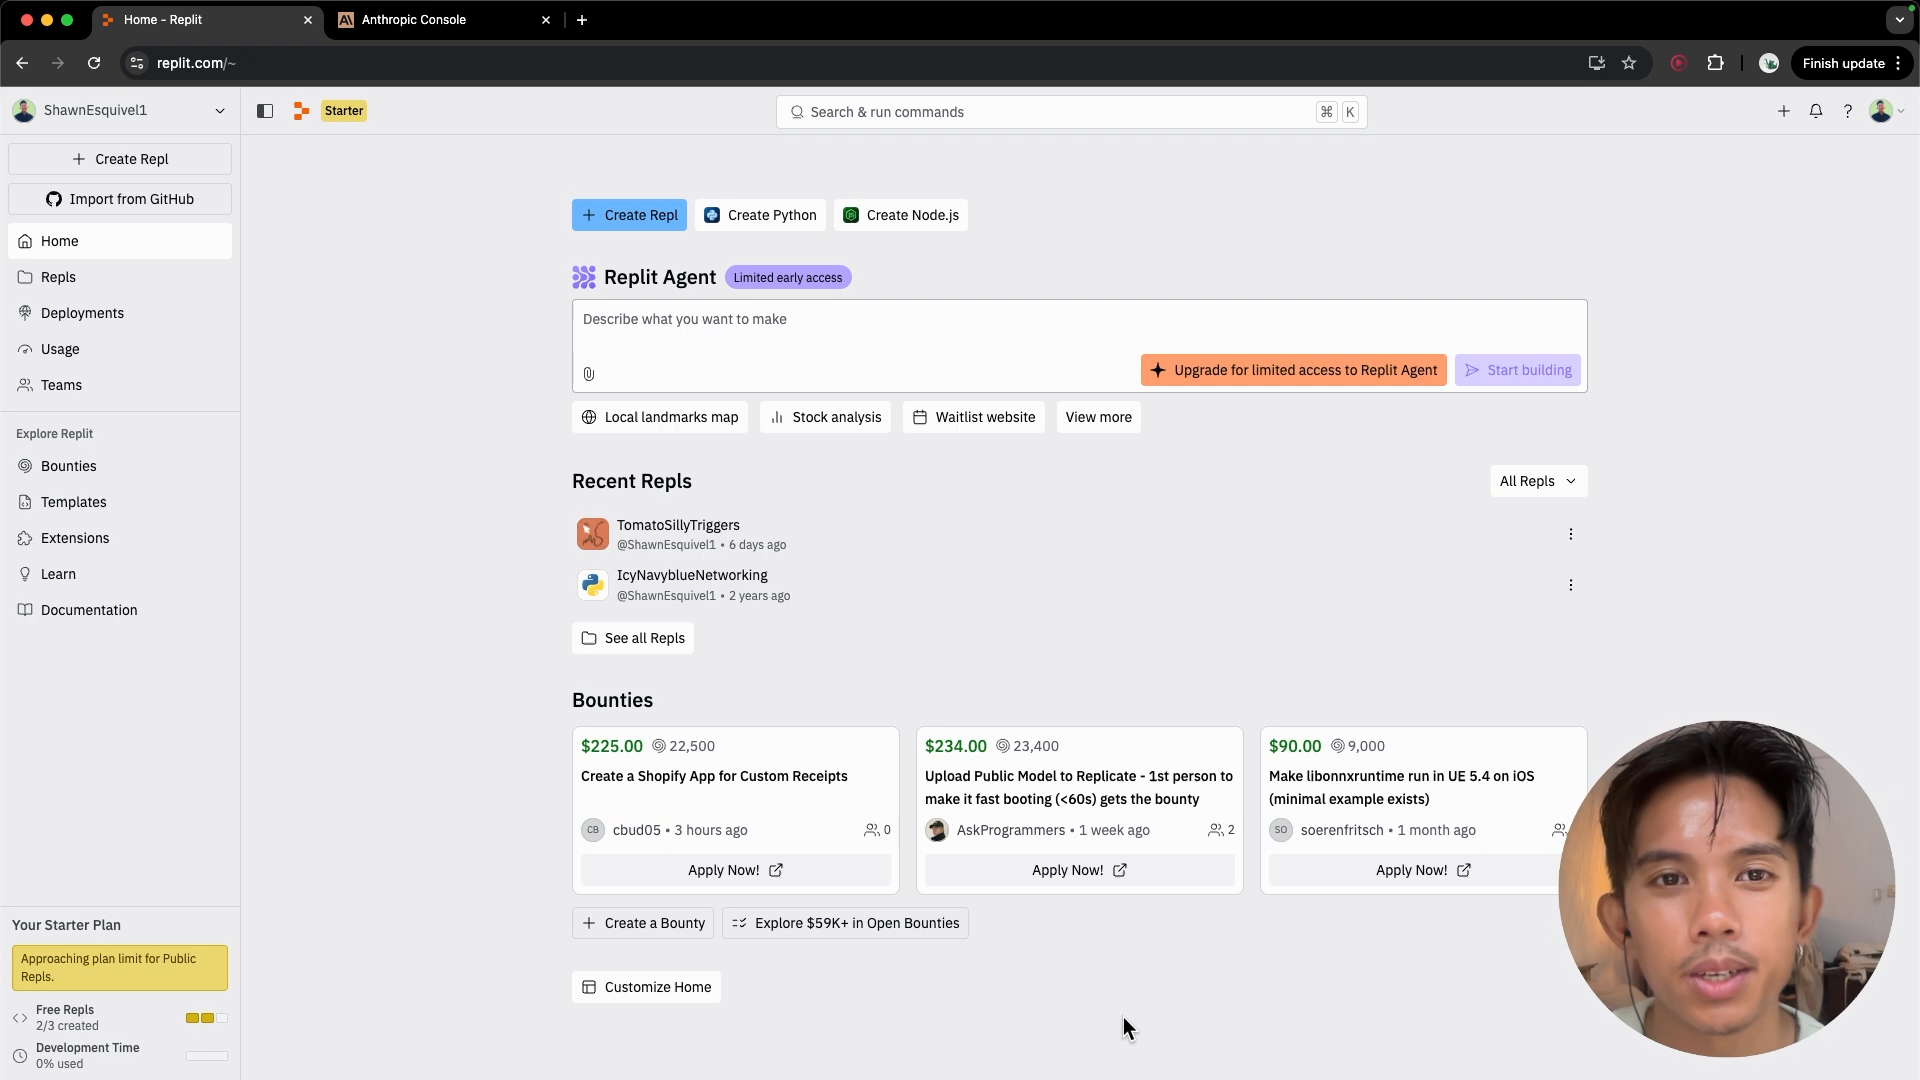 Home - Replit
Anthropic Console
replit.com/~
Finish update
ShawnEsquivel1
Starter
Search & run commands
⌘ K
Create Repl
Import from GitHub
Home
Repls
Deployments
Usage
Teams
Explore Replit
Bounties
Templates
Extensions
Learn
Documentation
Your Starter Plan
Approaching plan limit for Public
Repls.
Free Repls
2/3 created
Development Time
0% used
Create Repl
Create Python
Create Node.js
Replit Agent
Limited early access
Describe what you want to make
Upgrade for limited access to Replit Agent
Start building
Local landmarks map
Stock analysis
Waitlist website
View more
Recent Repls
All Repls
TomatoSillyTriggers
@ShawnEsquivel1 • 6 days ago
IcyNavyblueNetworking
@ShawnEsquivel1 • 2 years ago
See all Repls
Bounties
$225.00 22,500
Create a Shopify App for Custom Receipts
CB cbud05 • 3 hours ago 0
Apply Now!
$234.00 23,400
Upload Public Model to Replicate - 1st person to
make it fast booting (<60s) gets the bounty
AskProgrammers • 1 week ago 2
Apply Now!
$90.00 9,000
Make libonnxruntime run in UE 5.4 on iOS
(minimal example exists)
SO soerenfritsch • 1 month ago
Apply Now!
Create a Bounty
Explore $59K+ in Open Bounties
Customize Home